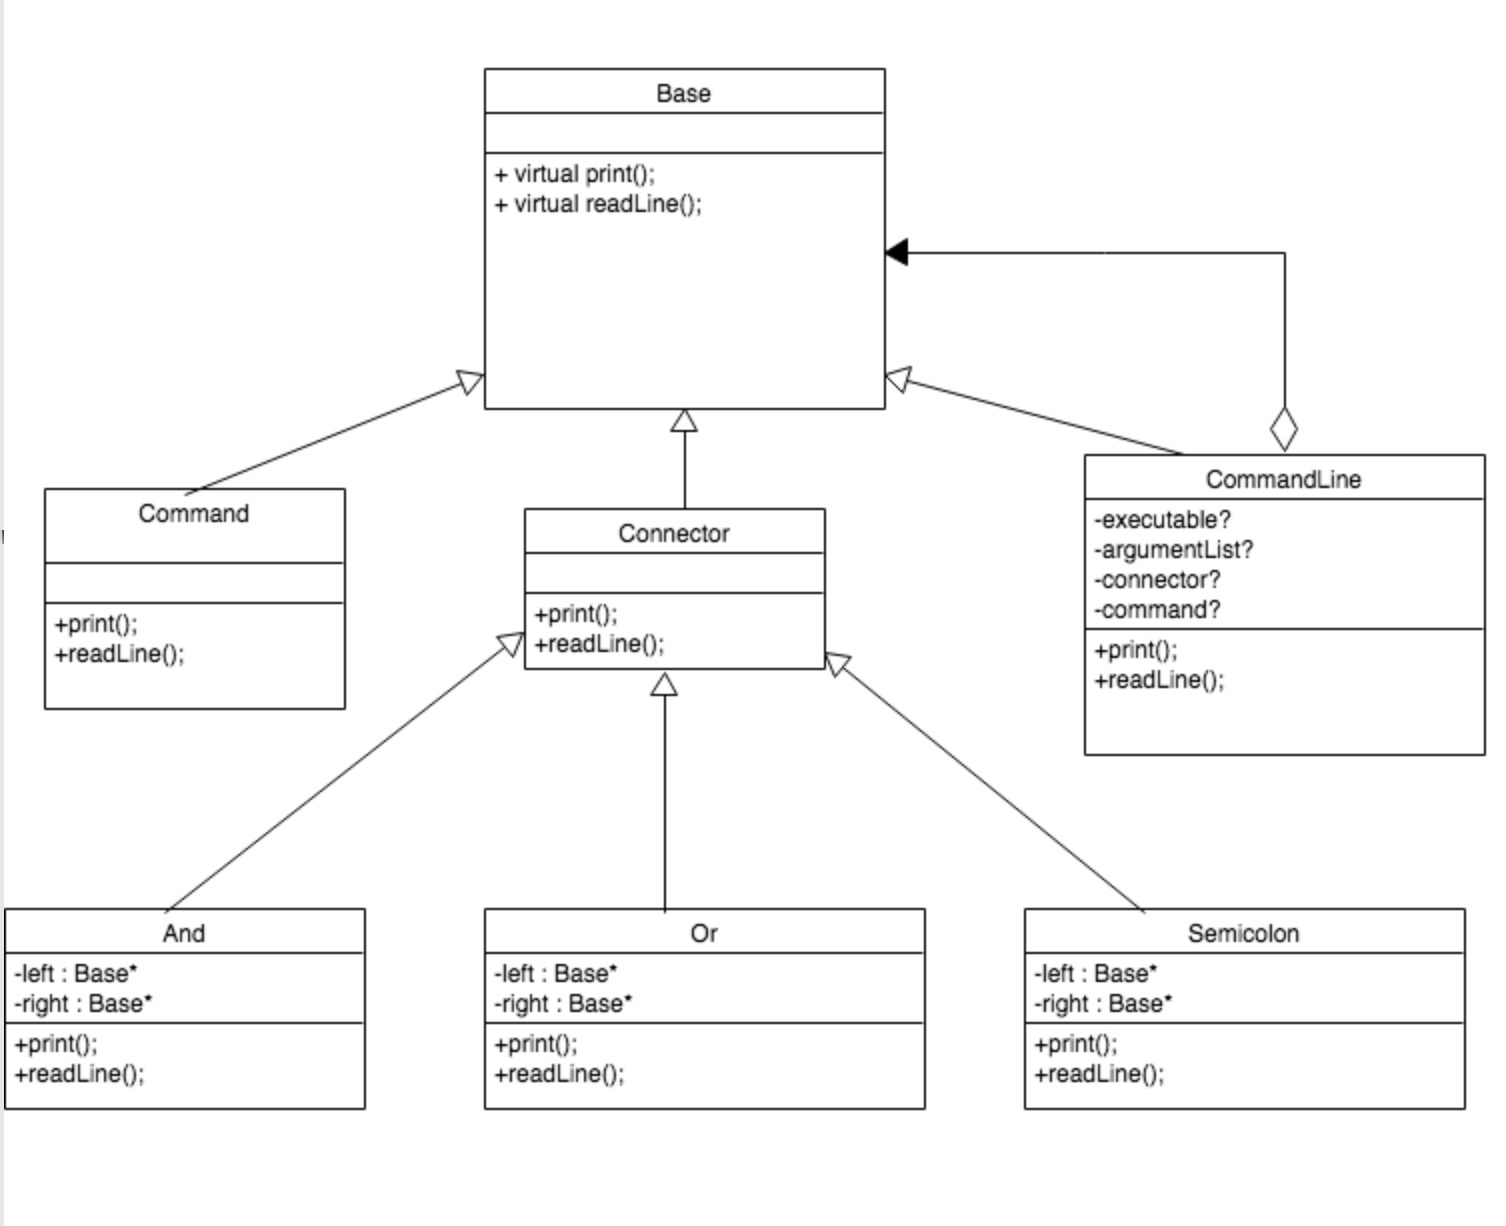 Base
+ virtual print();
+ virtual readLine();
Command
+print();
+readLine();
Connector
+print();
+readLine();
CommandLine
-executable?
-argumentList?
-connector?
-command?
+print();
+readLine();
And
-left : Base*
-right : Base*
+print();
+readLine();
Or
-left : Base*
-right : Base*
+print();
+readLine();
Semicolon
-left : Base*
-right : Base*
+print();
+readLine();